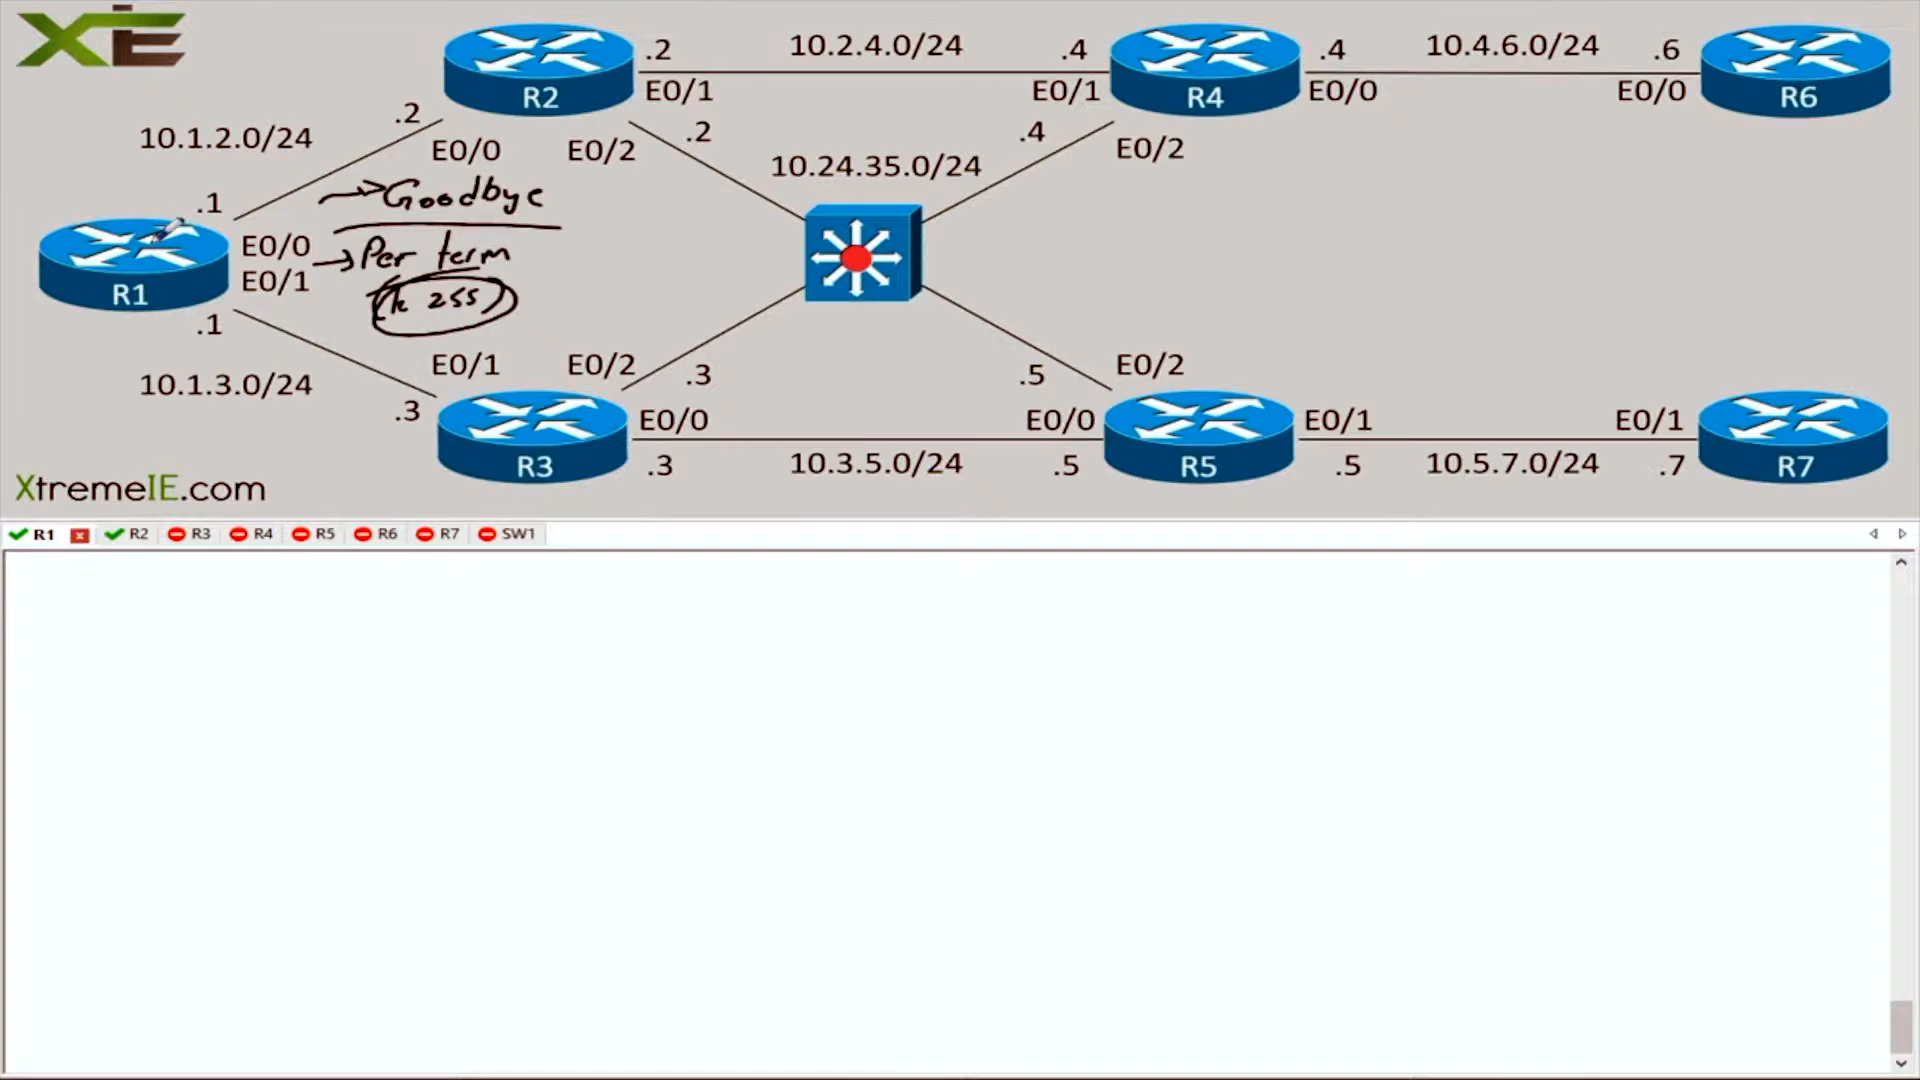 XIE
R2
.2
10.2.4.0/24
.4
R4
.4
10.4.6.0/24
.6
R6
E0/1
E0/1
E0/0
E0/0
10.1.2.0/24
.2
E0/0
E0/2
.2
10.24.35.0/24
.4
E0/2
Goodbye
.1
R1
E0/0
E0/1
Per term
(k 255)
.1
10.1.3.0/24
.3
E0/1
E0/2
.3
.5
E0/2
R3
E0/0
.3
10.3.5.0/24
E0/0
.5
R5
E0/1
.5
10.5.7.0/24
E0/1
.7
R7
XtremeIE.com
R1 R2 R3 R4 R5 R6 R7 SW1